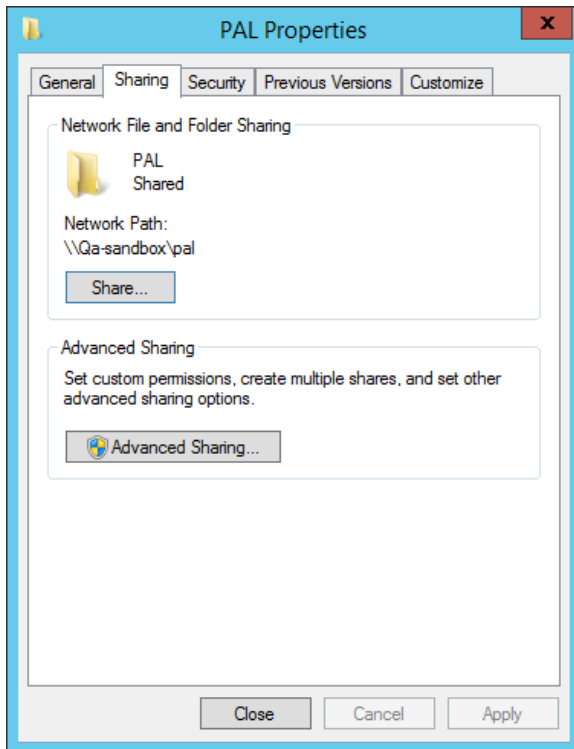 PAL Properties
x
General Sharing Security Previous Versions Customize
Network File and Folder Sharing
PAL
Shared
Network Path:
\\Qa-sandbox\pal
Share...
Advanced Sharing
Set custom permissions, create multiple shares, and set other
advanced sharing options.
Advanced Sharing...
Close Cancel Apply